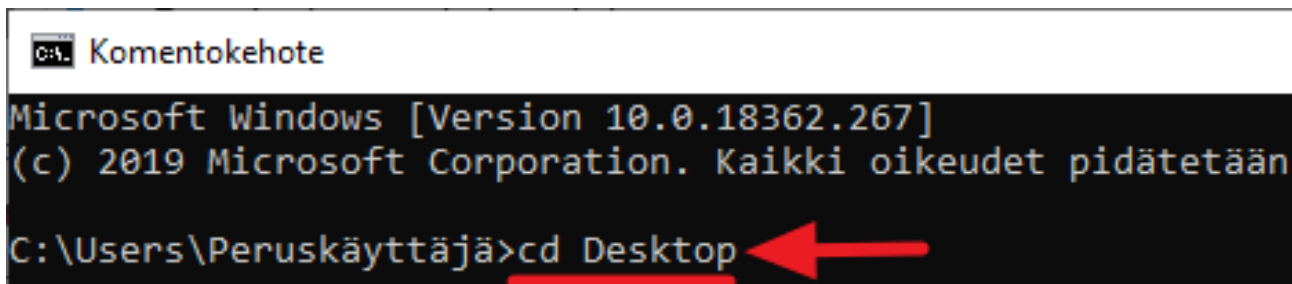 C:\. Komentokehote
Microsoft Windows [Version 10.0.18362.267]
(c) 2019 Microsoft Corporation. Kaikki oikeudet pidätetään
C:\Users\Peruskäyttäjä>cd Desktop